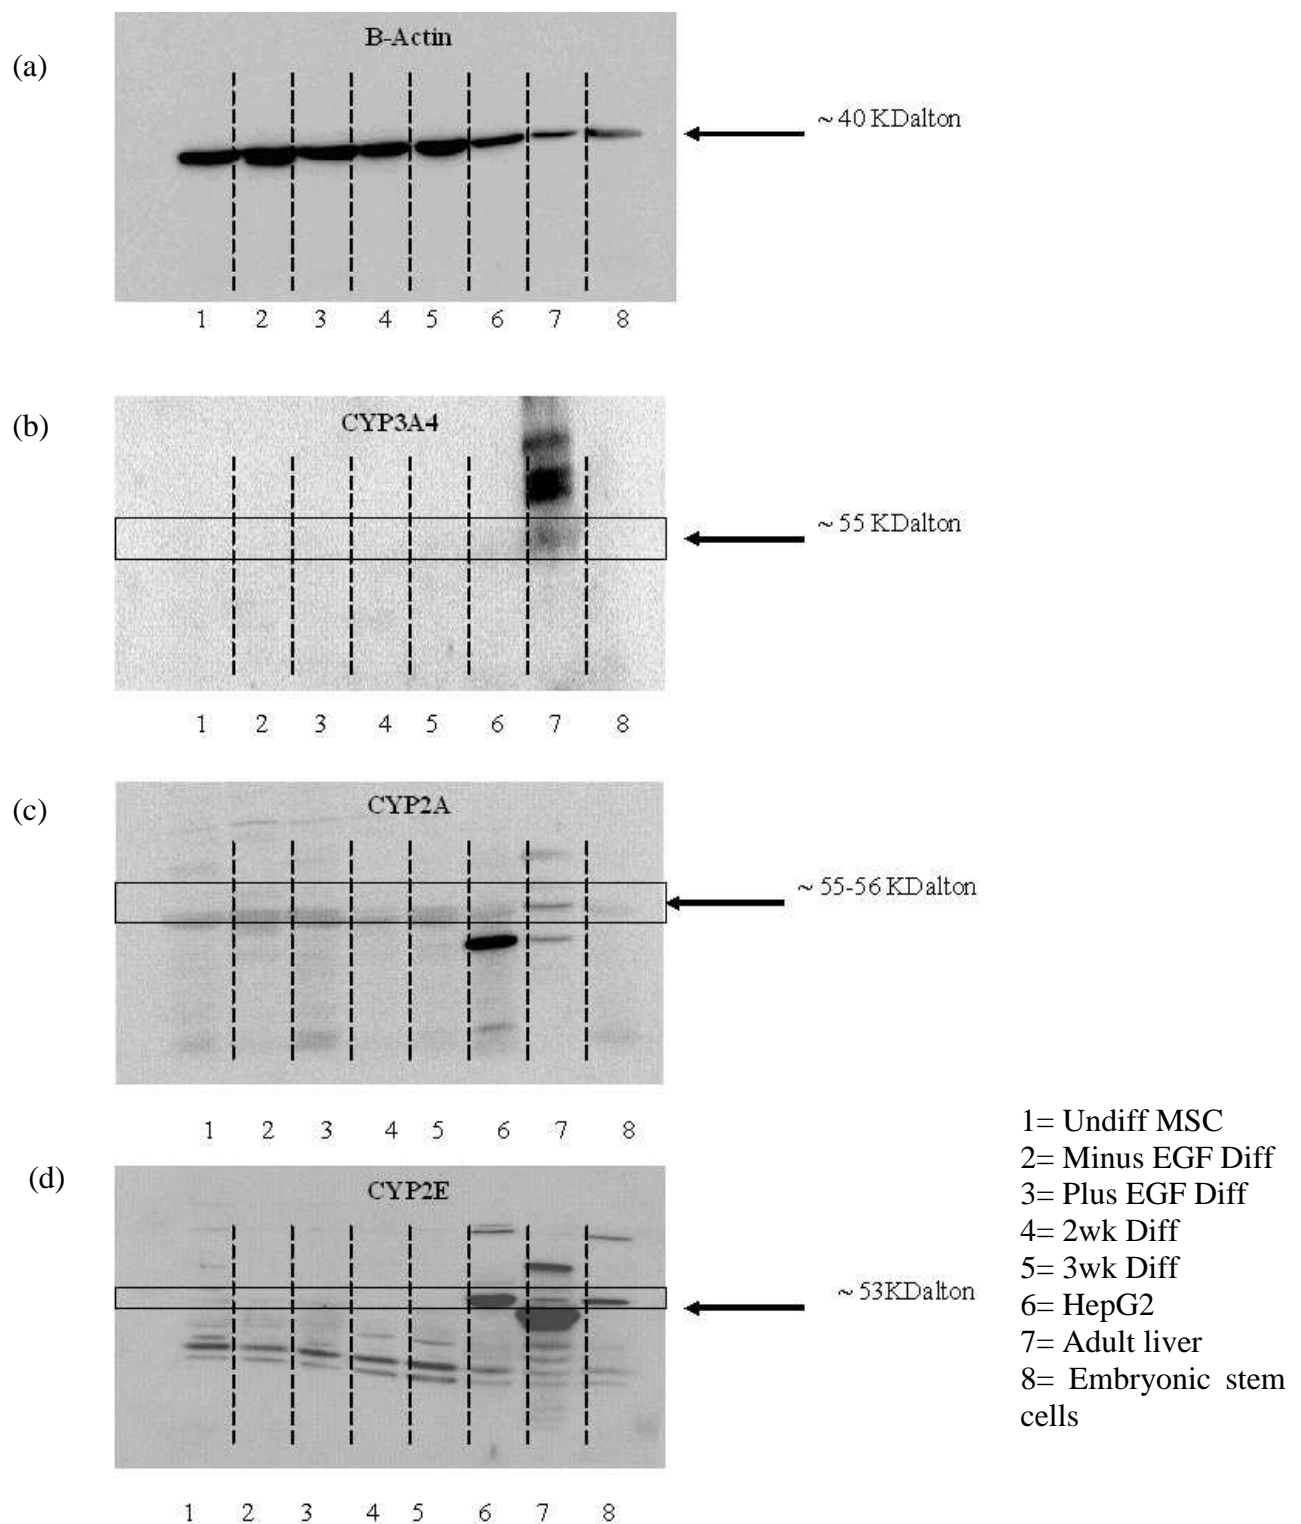 (a)
B-Actin
~ 40 KDalton
1 2 3 4 5 6 7 8
(b)
CYP3A4
~ 55 KDalton
1 2 3 4 5 6 7 8
(c)
CYP2A
~ 55-56 KDalton
1 2 3 4 5 6 7 8
(d)
CYP2E
~ 53KDalton
1 2 3 4 5 6 7 8
1= Undiff MSC
2= Minus EGF Diff
3= Plus EGF Diff
4= 2wk Diff
5= 3wk Diff
6= HepG2
7= Adult liver
8= Embryonic stem
cells